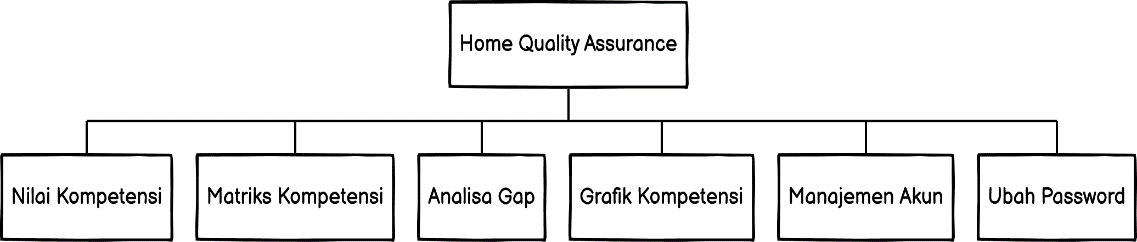 Home Quality Assurance
Nilai Kompetensi
Matriks Kompetensi
Analisa Gap
Grafik Kompetensi
Manajemen Akun
Ubah Password